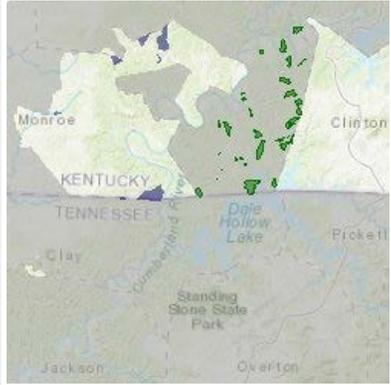 Monroe
Clinton
KENTUCKY
TENNESSEE
Cumberland River
Dale
Hollow
Lake
Pickett
Clay
Standing
Stone State
Park
Jackson
Overton